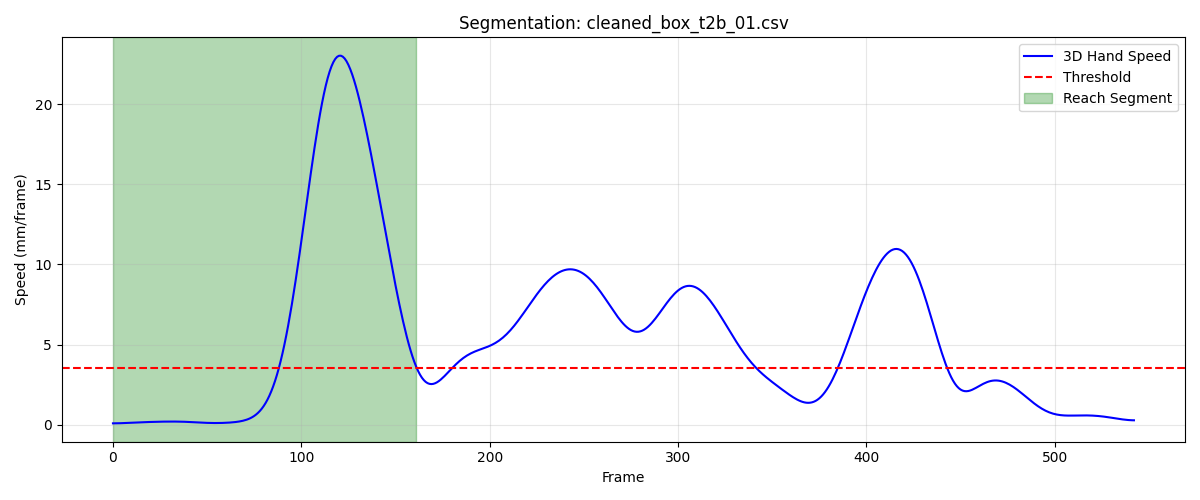 Segmentation: cleaned_box_t2b_01.csv
3D Hand Speed
Threshold
Reach Segment
Speed (mm/frame)
20
15
10
5
0
0 100 200 300 400 500
Frame